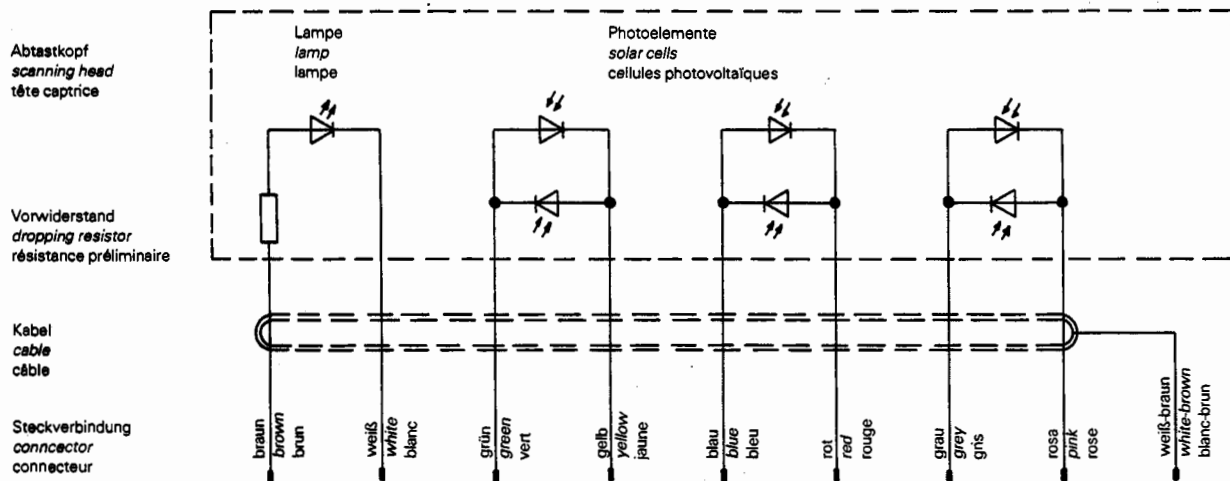 Abtastkopf
scanning head
tête captrice
Lampe
lamp
lampe
Photoelemente
solar cells
cellules photovoltaïques
Vorwiderstand
dropping resistor
résistance préliminaire
Kabel
cable
câble
Steckverbindung
conncector
connecteur
braun
brown
brun
weiß
white
blanc
grün
green
vert
gelb
yellow
jaune
blau
blue
bleu
rot
red
rouge
grau
grey
gris
rosa
pink
rose
weiß-braun
white-brown
blanc-brun